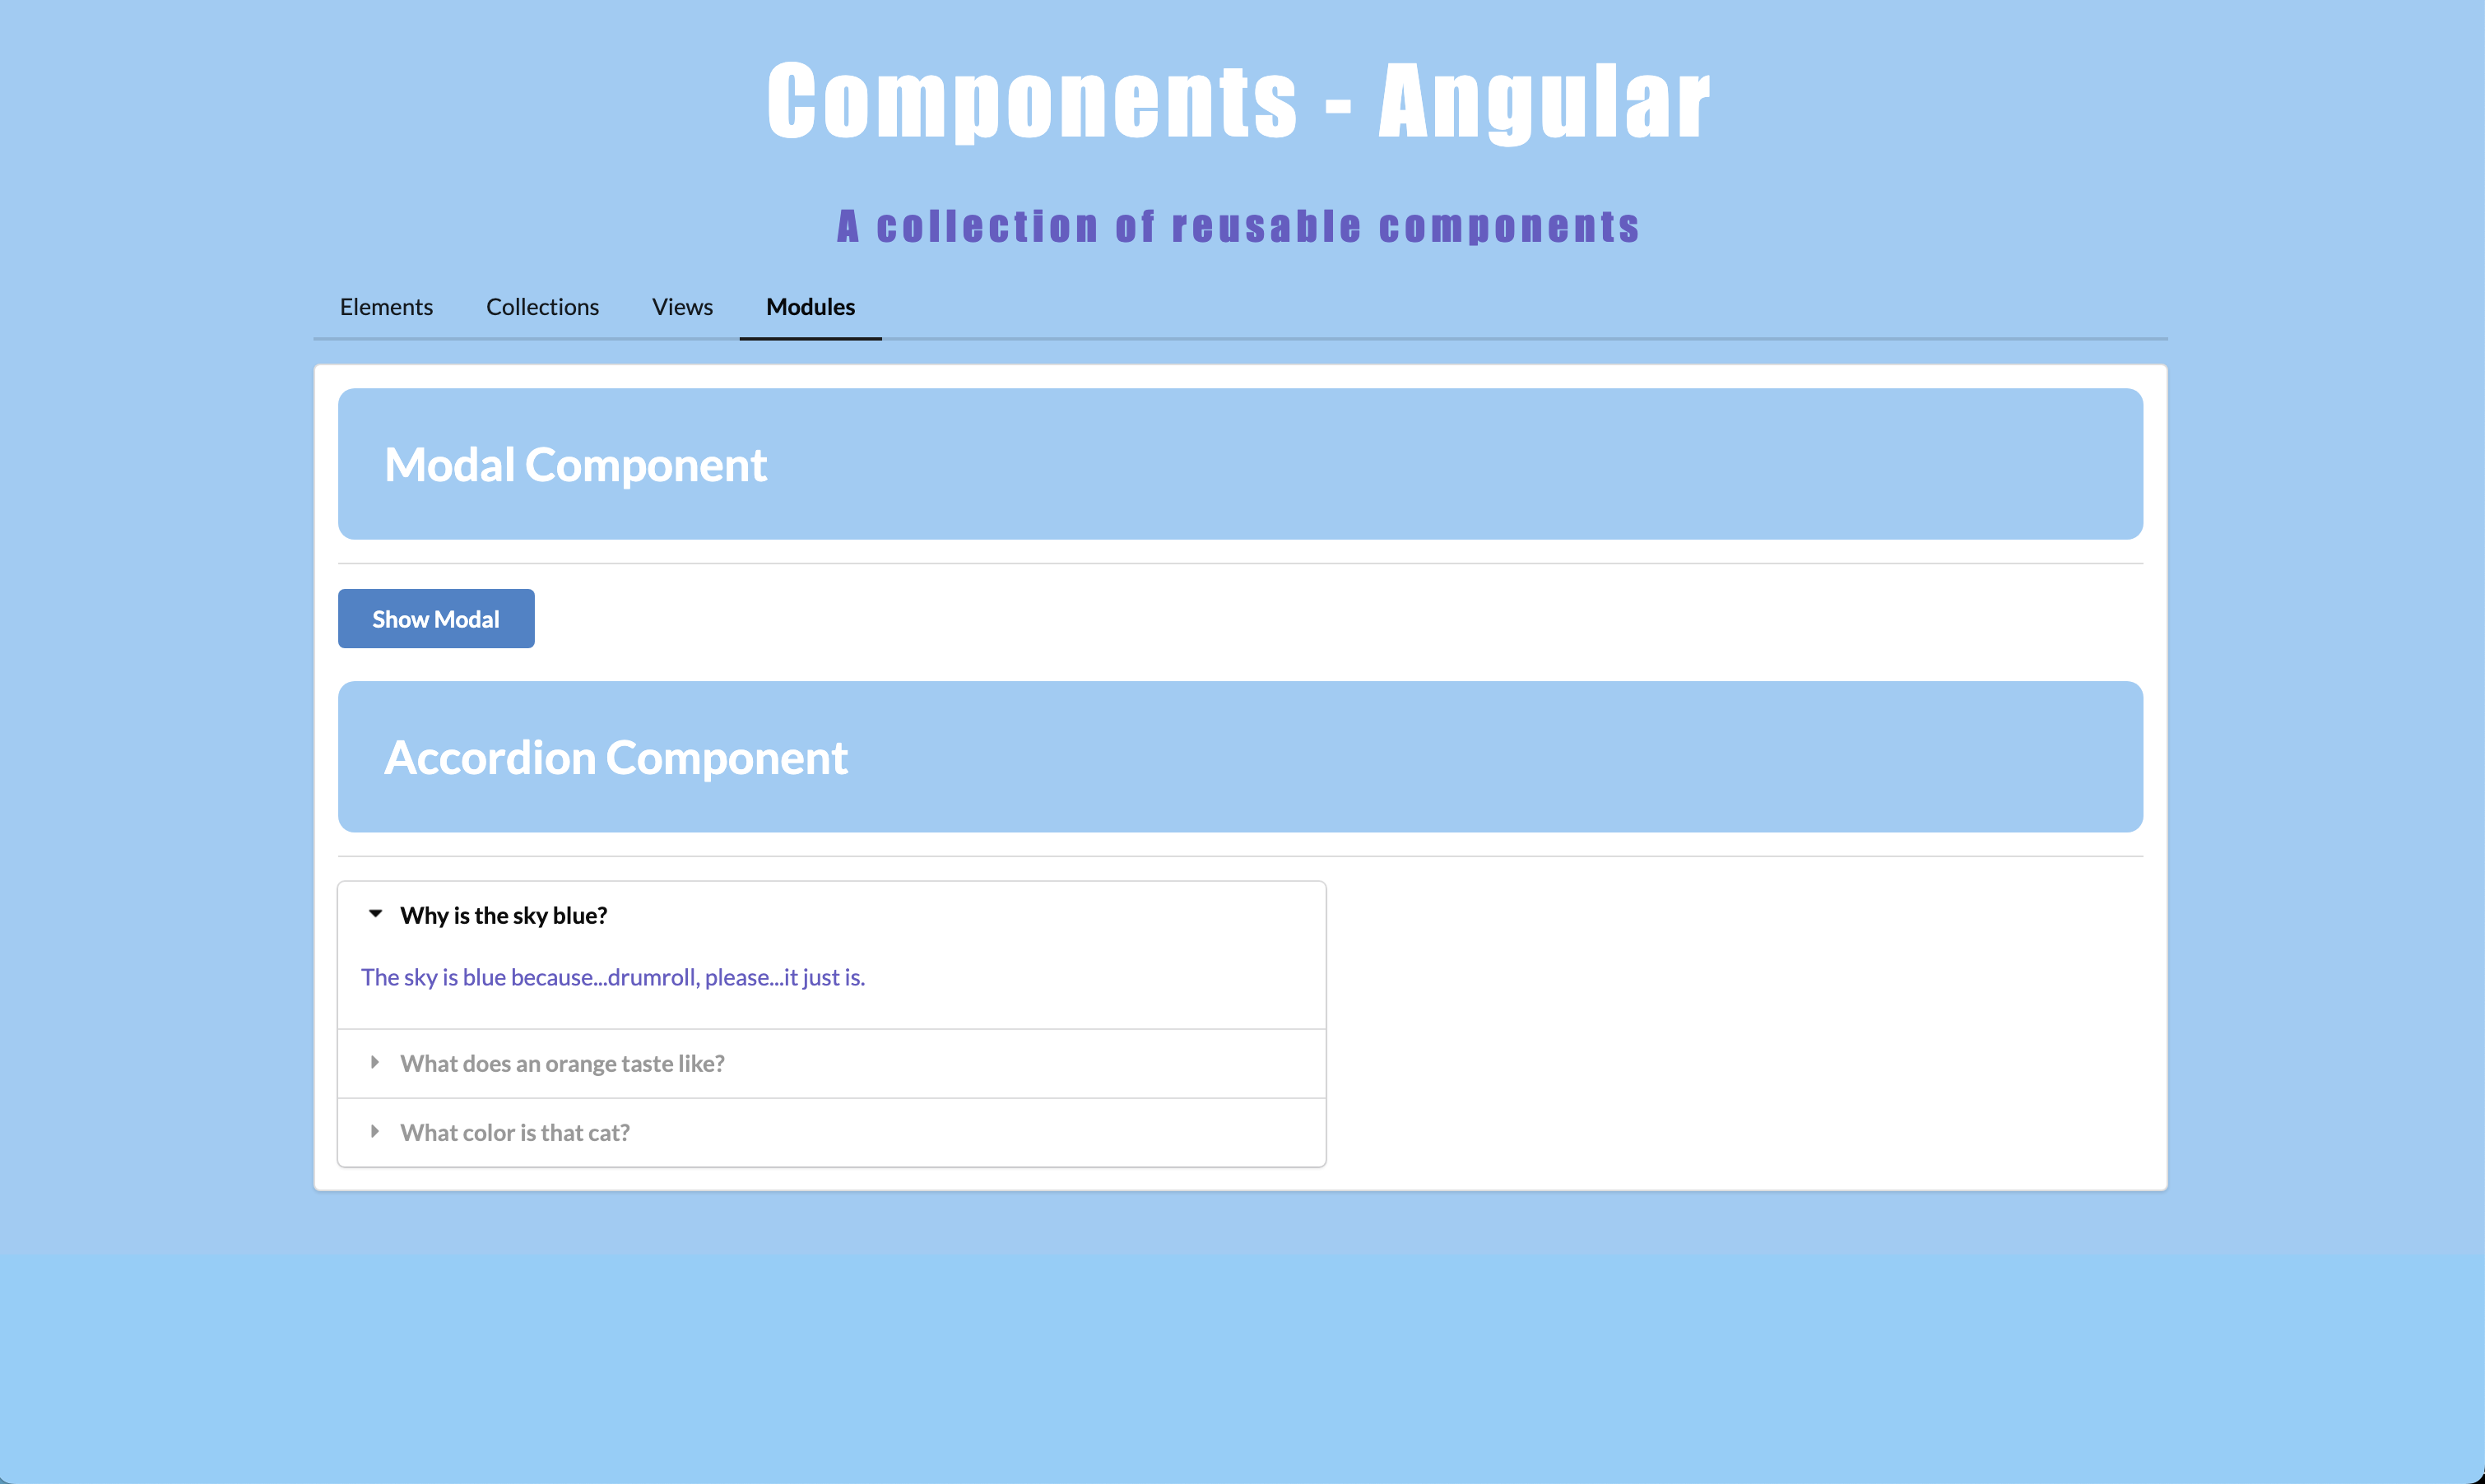 Components - Angular
A collection of reusable components
Elements Collections Views Modules
Modal Component
Show Modal
Accordion Component
Why is the sky blue?
The sky is blue because...drumroll, please...it just is.
What does an orange taste like?
What color is that cat?